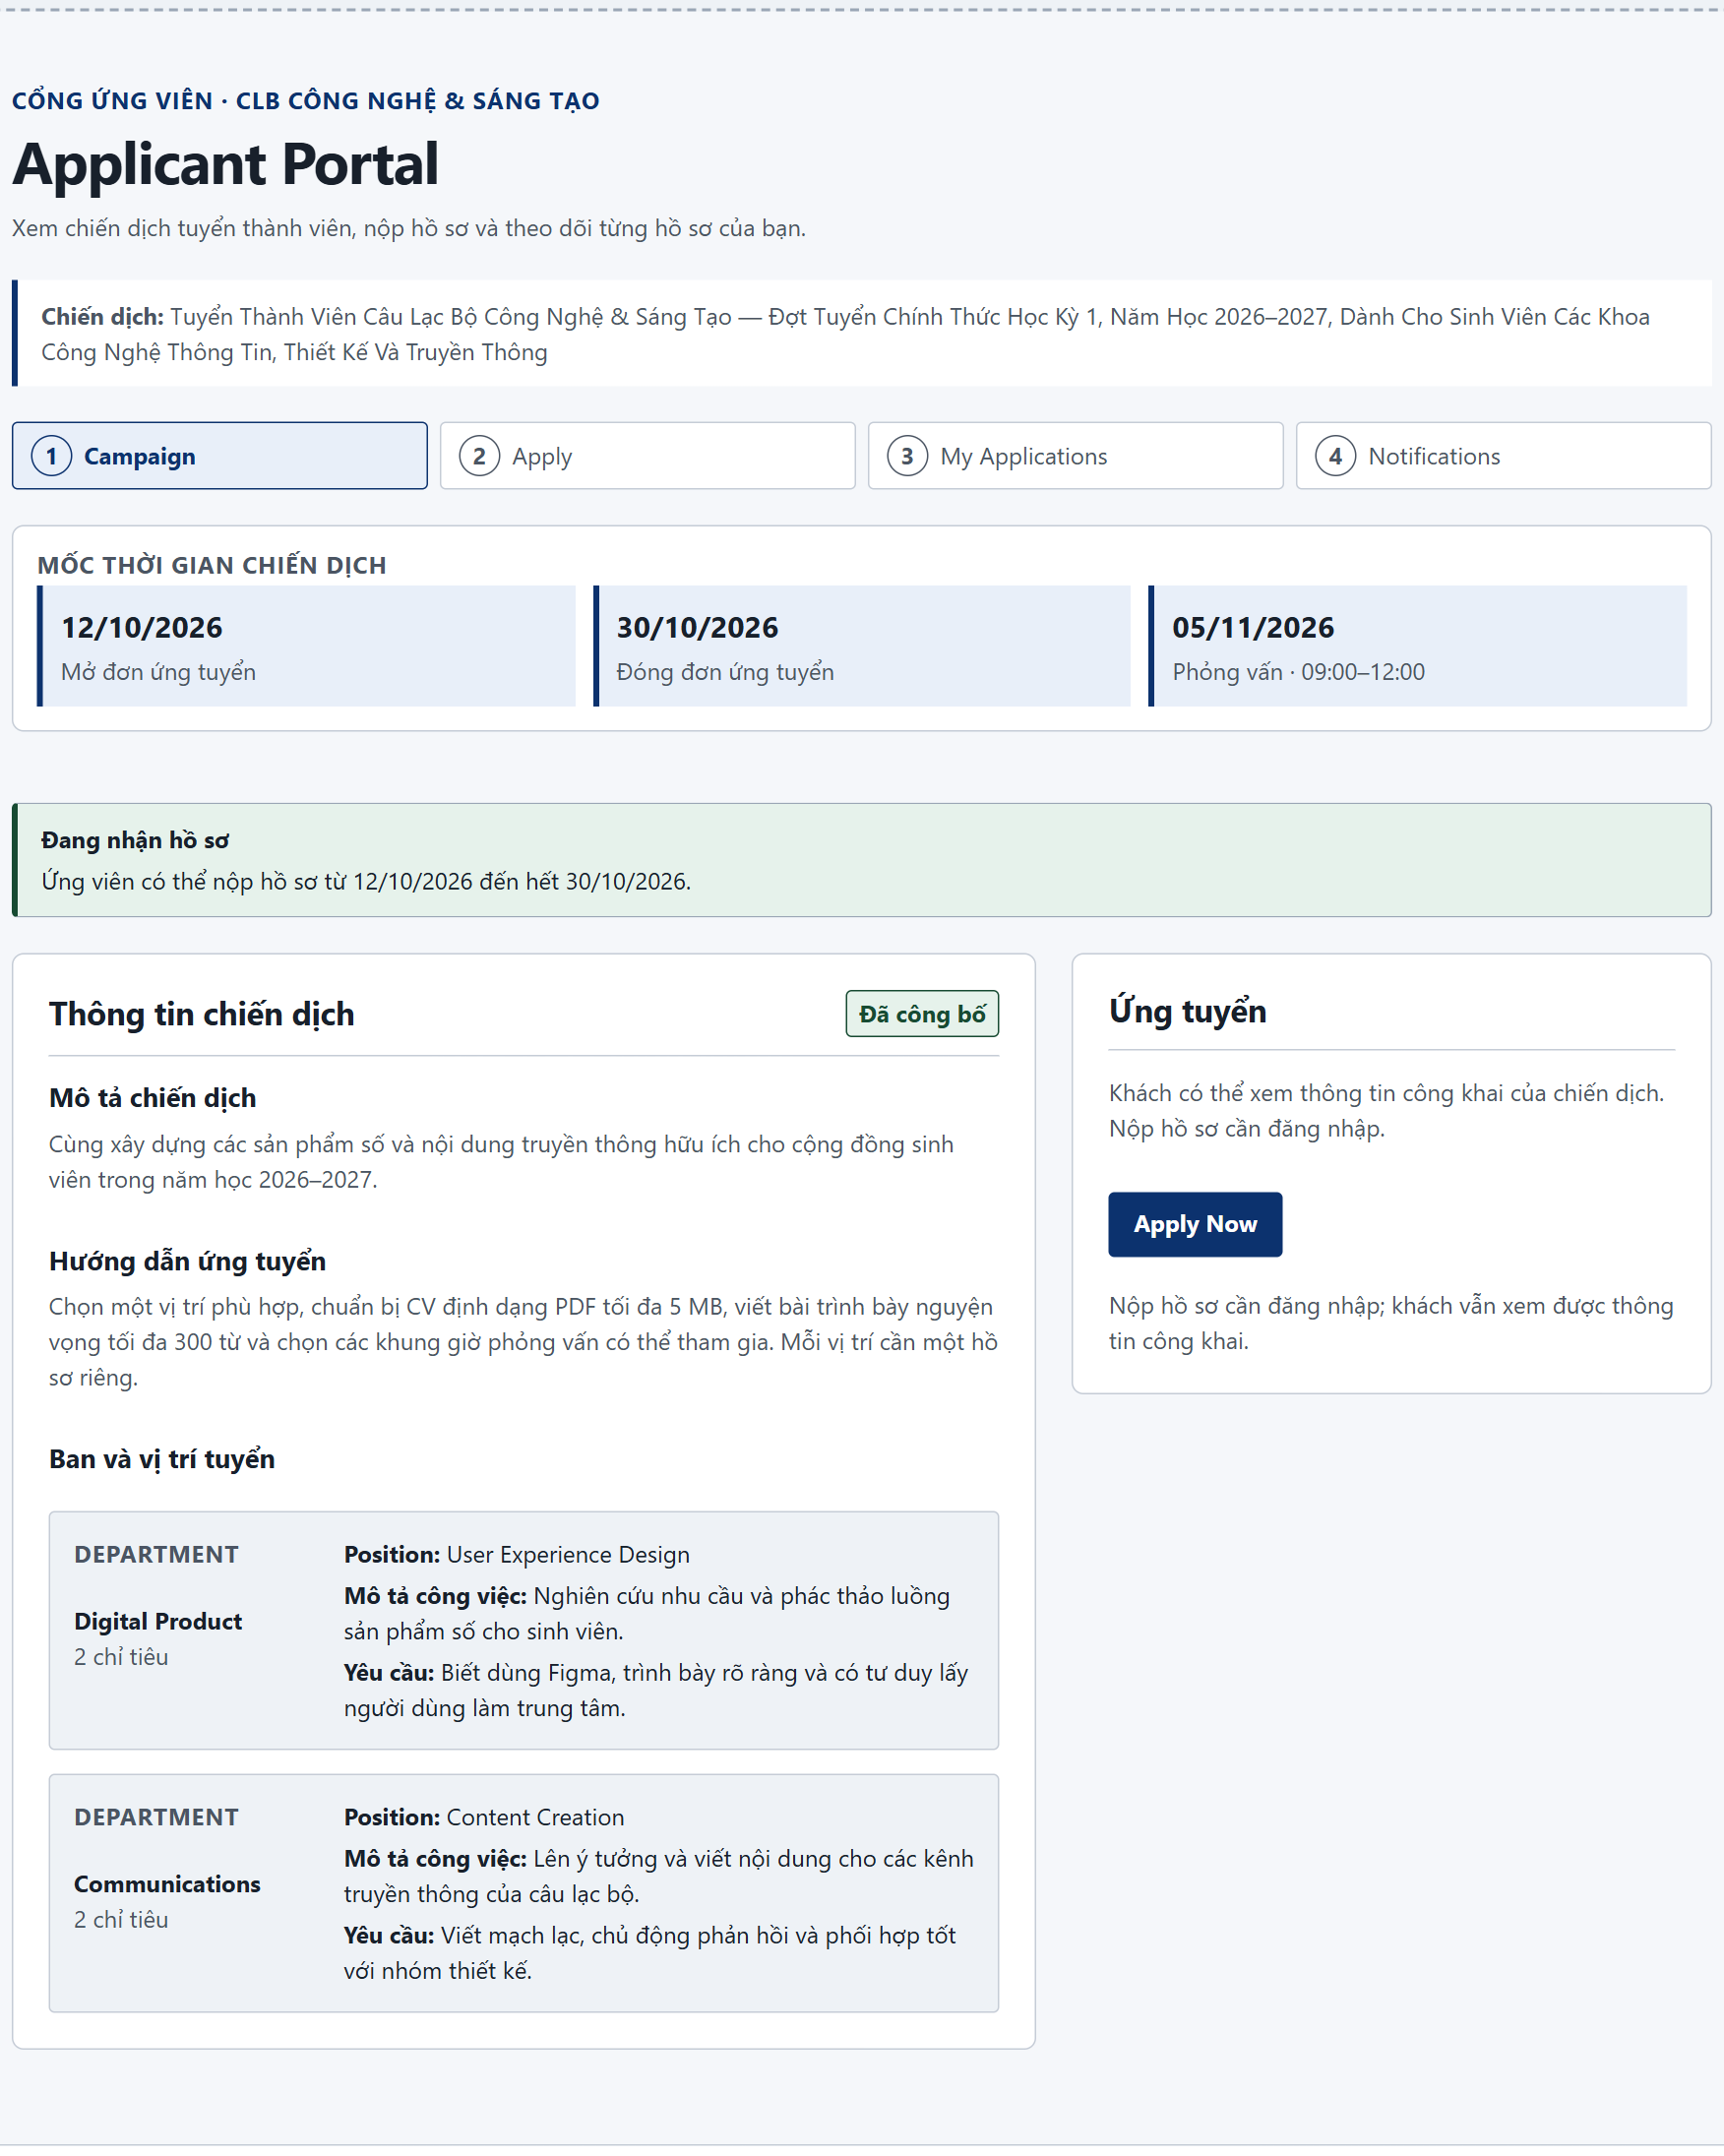 CỔNG ỨNG VIÊN · CLB CÔNG NGHỆ & SÁNG TẠO
Applicant Portal
Xem chiến dịch tuyển thành viên, nộp hồ sơ và theo dõi từng hồ sơ của bạn.
Chiến dịch: Tuyển Thành Viên Câu Lạc Bộ Công Nghệ & Sáng Tạo — Đợt Tuyển Chính Thức Học Kỳ 1, Năm Học 2026–2027, Dành Cho Sinh Viên Các Khoa
Công Nghệ Thông Tin, Thiết Kế Và Truyền Thông
1 Campaign
2 Apply
3 My Applications
4 Notifications
MỐC THỜI GIAN CHIẾN DỊCH
12/10/2026
Mở đơn ứng tuyển
30/10/2026
Đóng đơn ứng tuyển
05/11/2026
Phỏng vấn · 09:00–12:00
Đang nhận hồ sơ
Ứng viên có thể nộp hồ sơ từ 12/10/2026 đến hết 30/10/2026.
Thông tin chiến dịch
Đã công bố
Mô tả chiến dịch
Cùng xây dựng các sản phẩm số và nội dung truyền thông hữu ích cho cộng đồng sinh
viên trong năm học 2026–2027.
Hướng dẫn ứng tuyển
Chọn một vị trí phù hợp, chuẩn bị CV định dạng PDF tối đa 5 MB, viết bài trình bày nguyện
vọng tối đa 300 từ và chọn các khung giờ phỏng vấn có thể tham gia. Mỗi vị trí cần một hồ
sơ riêng.
Ban và vị trí tuyển
DEPARTMENT
Digital Product
2 chỉ tiêu
Position: User Experience Design
Mô tả công việc: Nghiên cứu nhu cầu và phác thảo luồng
sản phẩm số cho sinh viên.
Yêu cầu: Biết dùng Figma, trình bày rõ ràng và có tư duy lấy
người dùng làm trung tâm.
DEPARTMENT
Communications
2 chỉ tiêu
Position: Content Creation
Mô tả công việc: Lên ý tưởng và viết nội dung cho các kênh
truyền thông của câu lạc bộ.
Yêu cầu: Viết mạch lạc, chủ động phản hồi và phối hợp tốt
với nhóm thiết kế.
Ứng tuyển
Khách có thể xem thông tin công khai của chiến dịch.
Nộp hồ sơ cần đăng nhập.
Apply Now
Nộp hồ sơ cần đăng nhập; khách vẫn xem được thông
tin công khai.